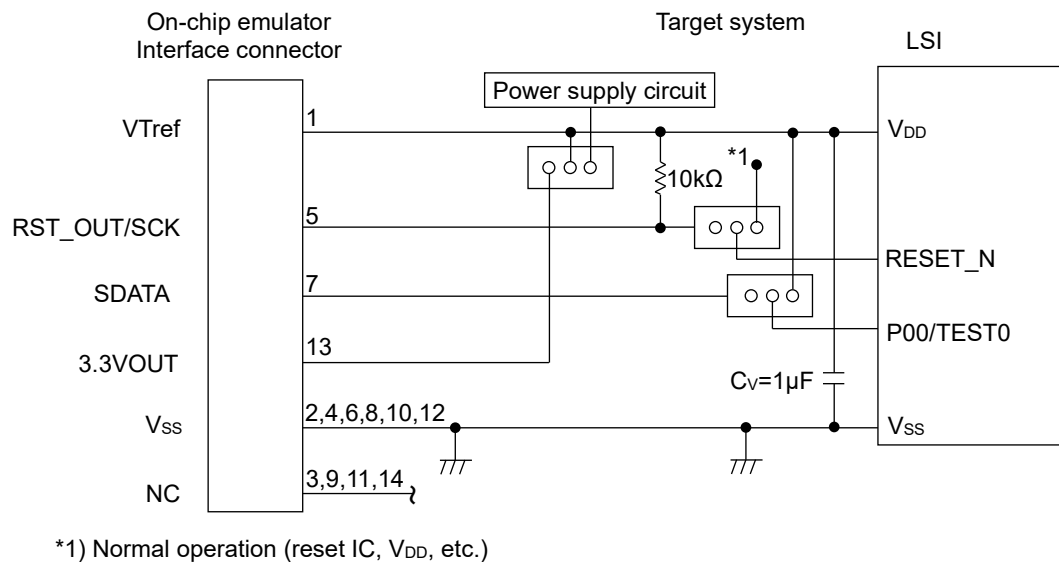 On-chip emulator
Interface connector
Target system
LSI
Power supply circuit
VTref
1
VDD
*1
10kΩ
RST_OUT/SCK
5
RESET_N
SDATA
7
P00/TEST0
3.3VOUT
13
CV=1μF
VSS
2,4,6,8,10,12
VSS
NC
3,9,11,14
*1) Normal operation (reset IC, VDD, etc.)